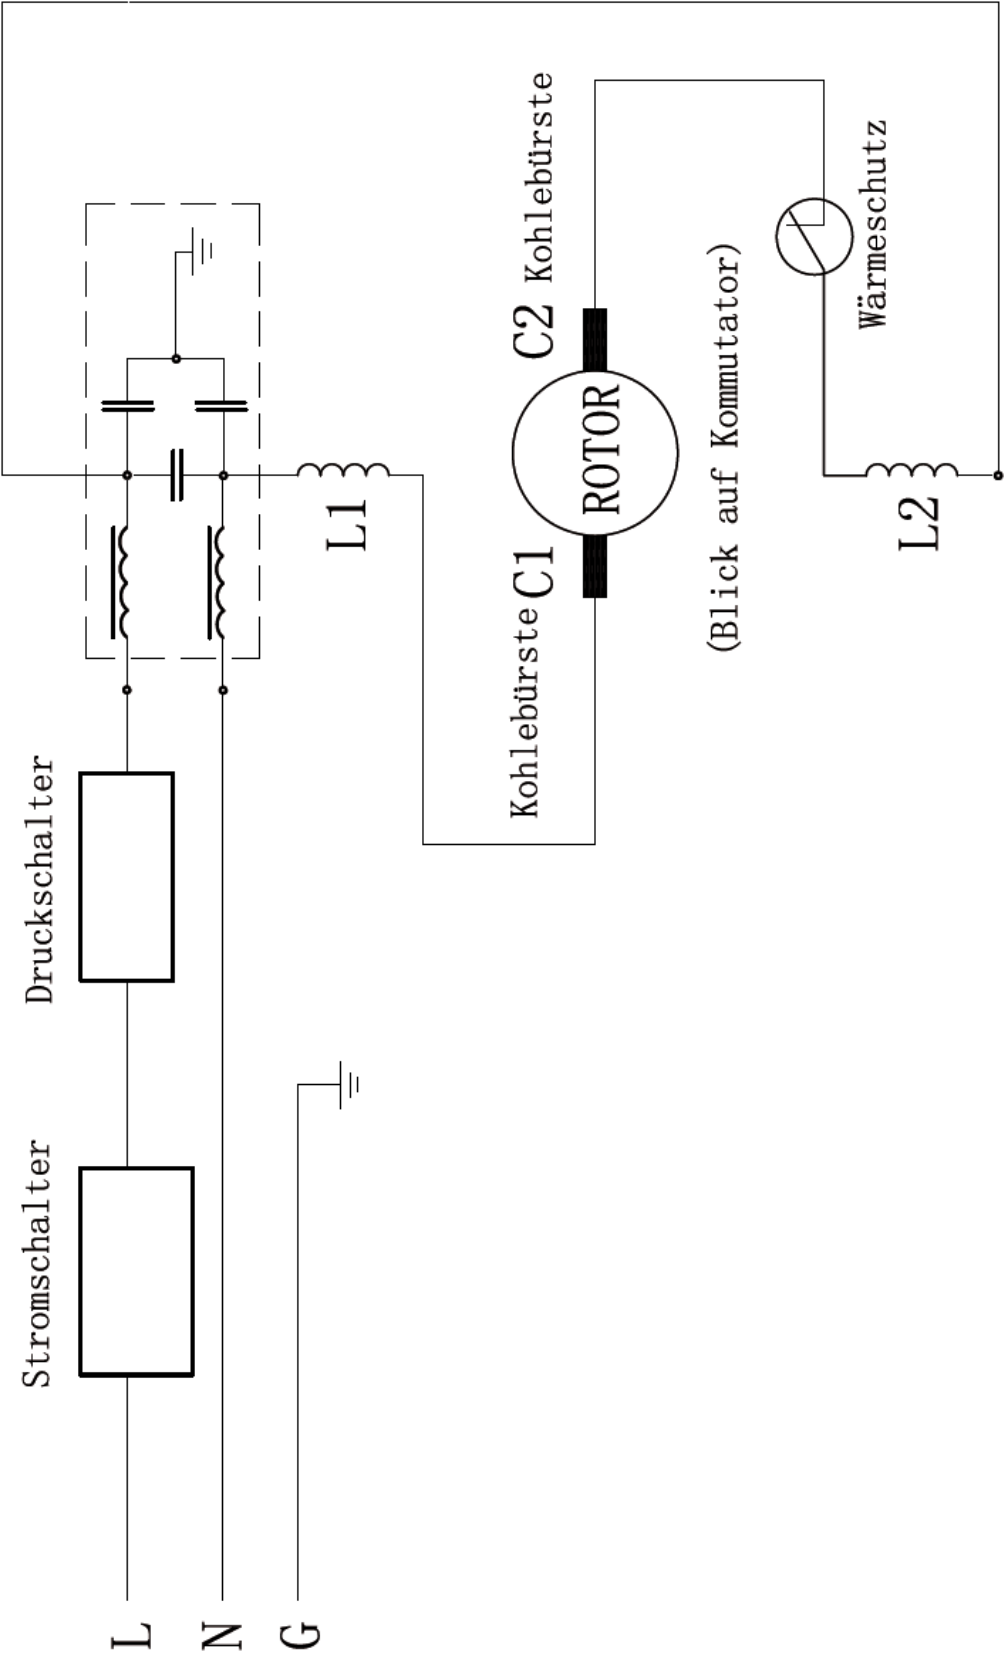 L
N
G
Stromschalter
Druckschalter
L1
Kohlebürste C1
ROTOR
C2 Kohlebürste
(Blick auf Kommutator)
Wärmeschutz
L2